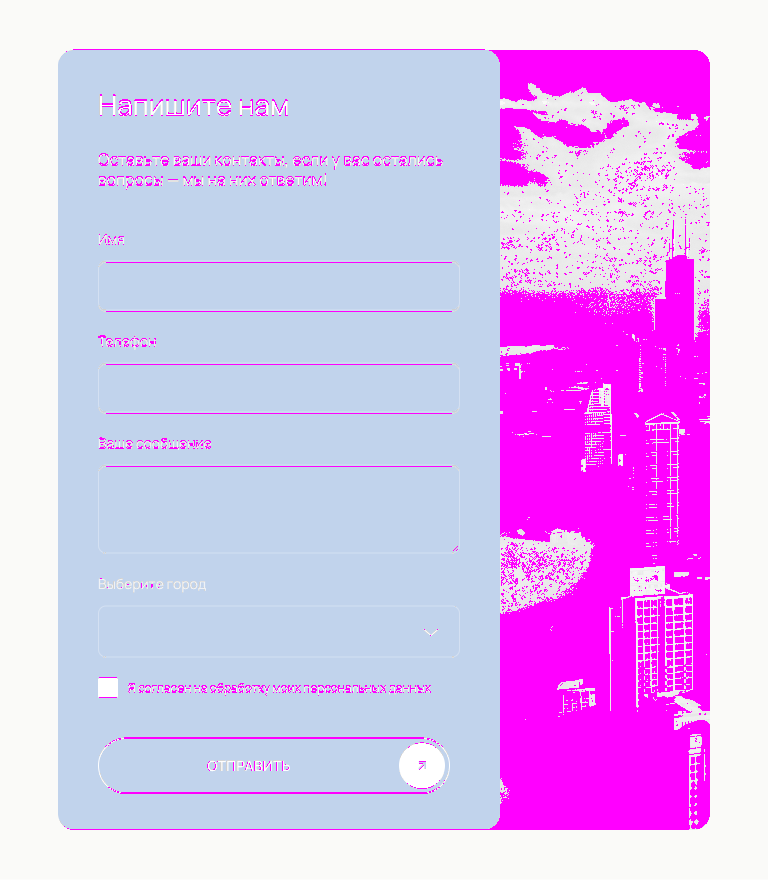 Напишите нам
Оставьте ваши контакты, если у вас остались
вопросы — мы на них ответим!
Имя
Телефон
Ваше сообщение
Выберите город
Я согласен на обработку моих персональных данных
ОТПРАВИТЬ